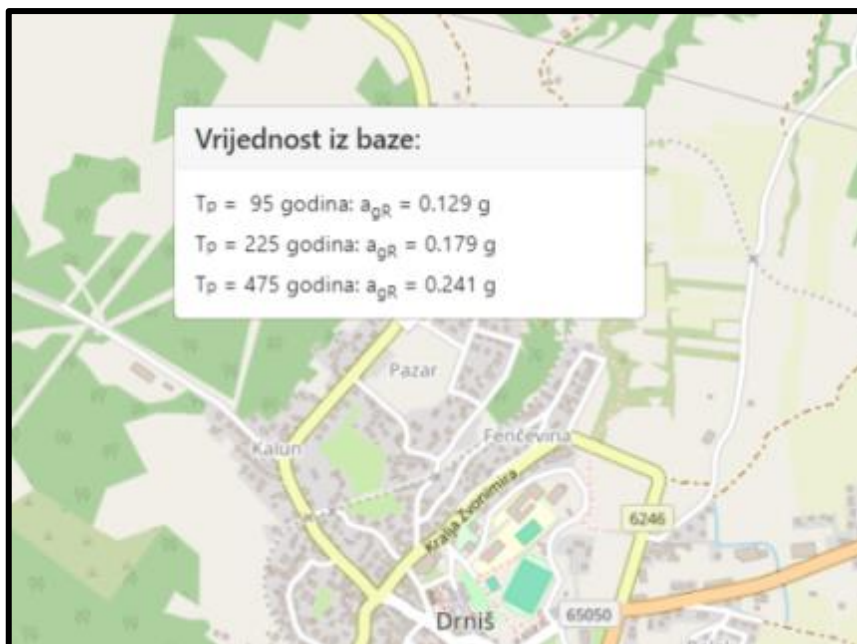 Vrijednost iz baze:
Tp = 95 godina: agR = 0.129 g
Tp = 225 godina: agR = 0.179 g
Tp = 475 godina: agR = 0.241 g
Pazar
Kalun
Fenčevina
Kralja Zvonimira
6246
Drniš
65050